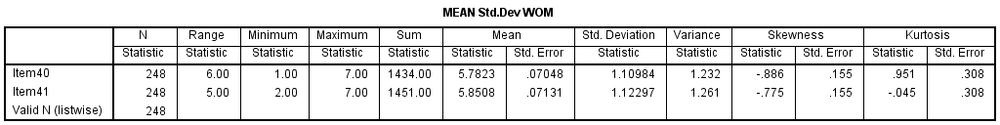 MEAN Std.Dev WOM
N Range Minimum Maximum Sum Mean Std. Deviation Variance Skewness Kurtosis
Statistic Statistic Statistic Statistic Statistic Statistic Std. Error Statistic Statistic Statistic Std. Error Statistic Std. Error
Item40 248 6.00 1.00 7.00 1434.00 5.7823 .07048 1.10984 1.232 -.886 .155 .951 .308
Item41 248 5.00 2.00 7.00 1451.00 5.8508 .07131 1.12297 1.261 -.775 .155 -.045 .308
Valid N (listwise) 248